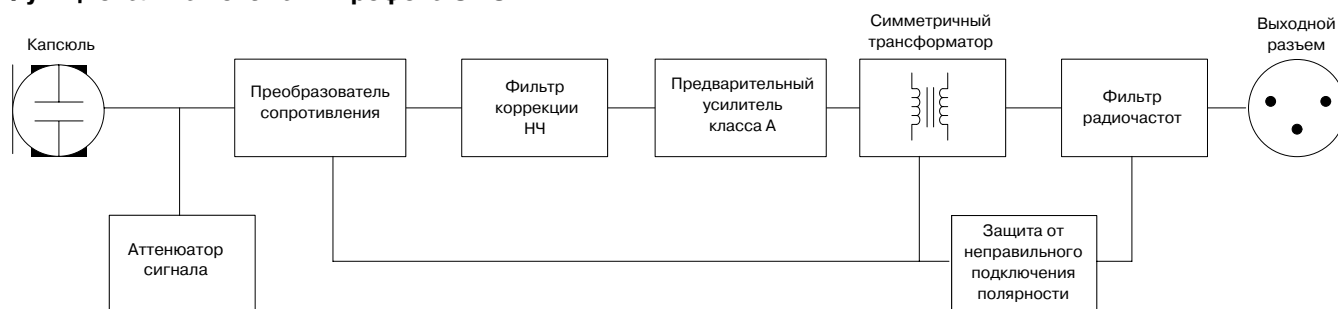 Симметричный
трансформатор
Выходной
разъем
Капсюль
Преобразователь
сопротивления
Фильтр
коррекции
НЧ
Предварительный
усилитель
класса А
Фильтр
радиочастот
Аттенюатор
сигнала
Защита от
неправильного
подключения
полярности